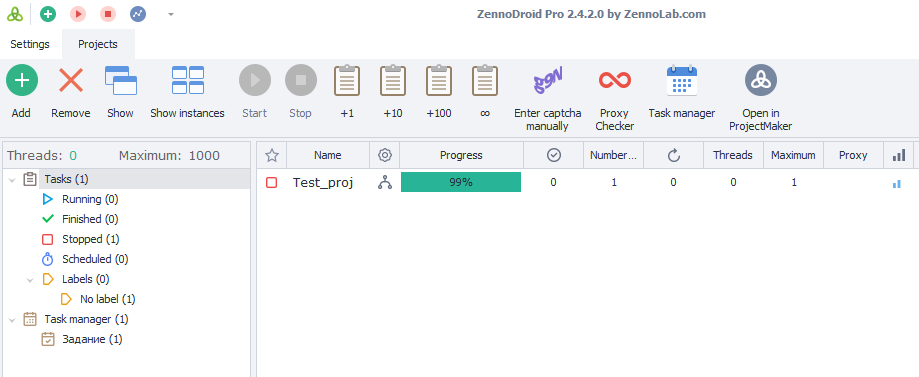 ZennoDroid Pro 2.4.2.0 by ZennoLab.com
Settings Projects
Add Remove Show Show instances Start Stop +1 +10 +100 ∞ Enter captcha manually Proxy Checker Task manager Open in ProjectMaker
Threads: 0 Maximum: 1000
Name Progress Number... Threads Maximum Proxy
Tasks (1)
Test_proj 99% 0 1 0 0 1
Running (0)
Finished (0)
Stopped (1)
Scheduled (0)
Labels (0)
No label (1)
Task manager (1)
Задание (1)